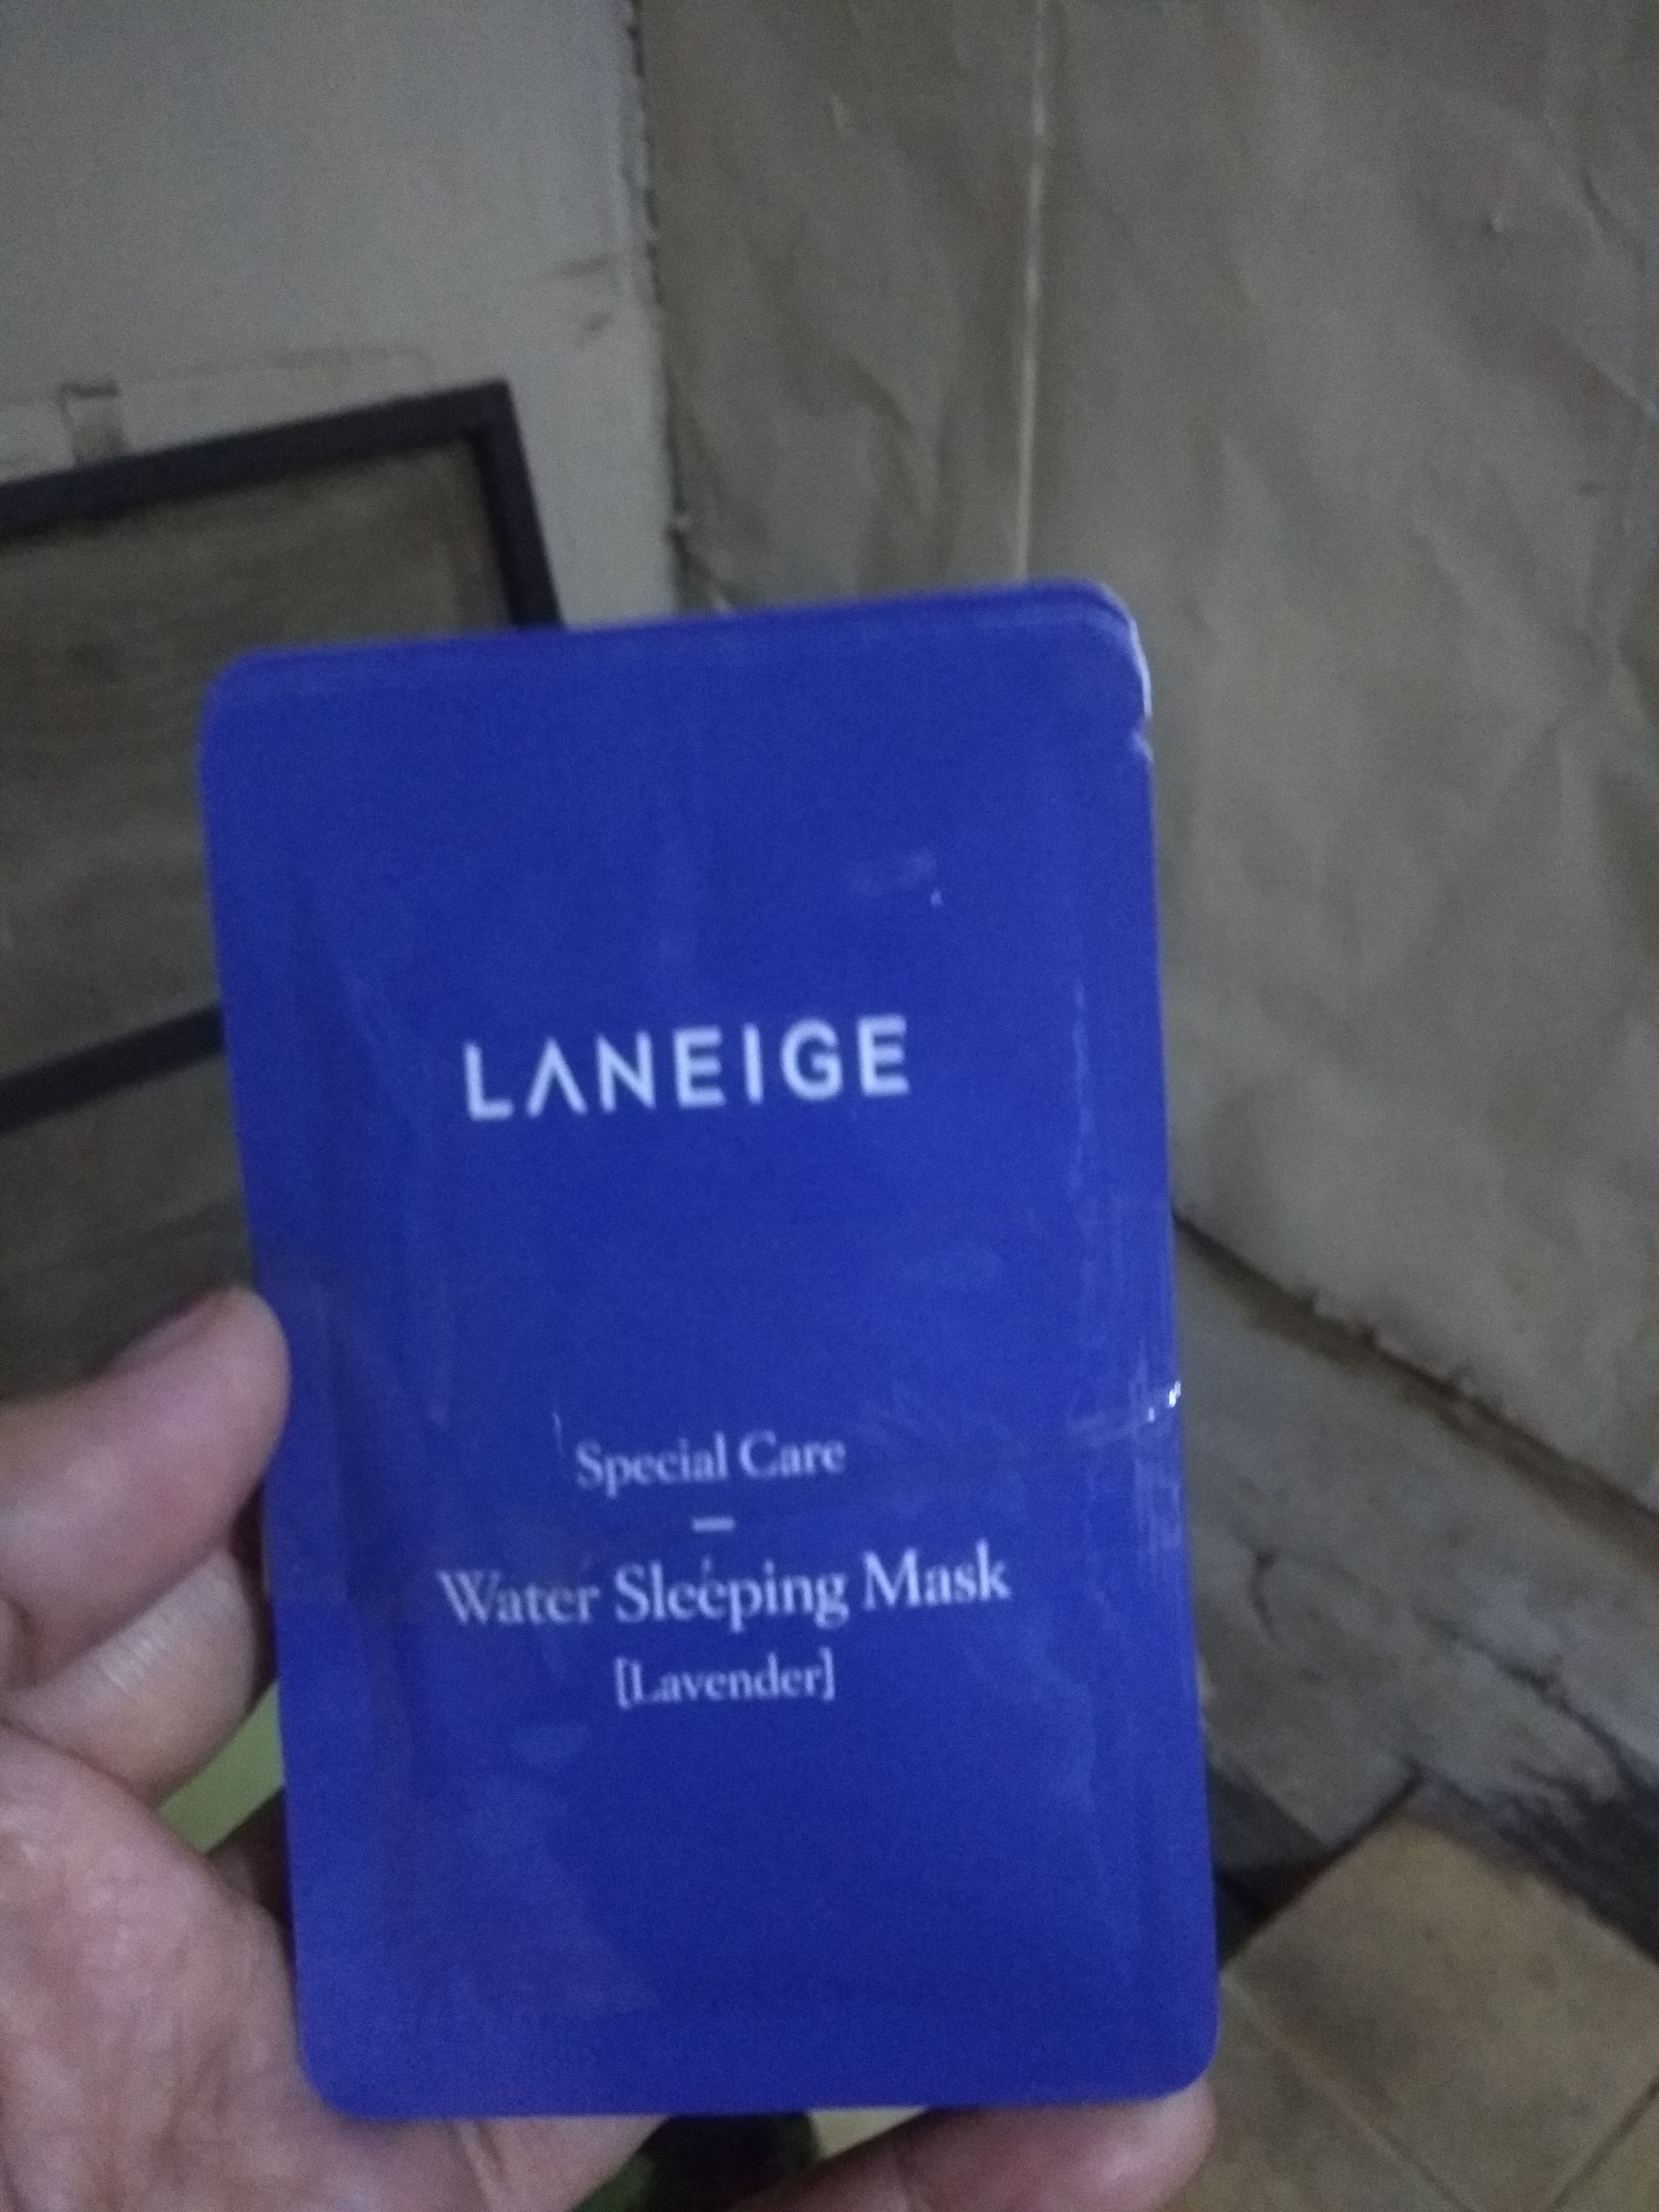 LANEIGE
Special Care
Water Sleeping Mask
[Lavender]